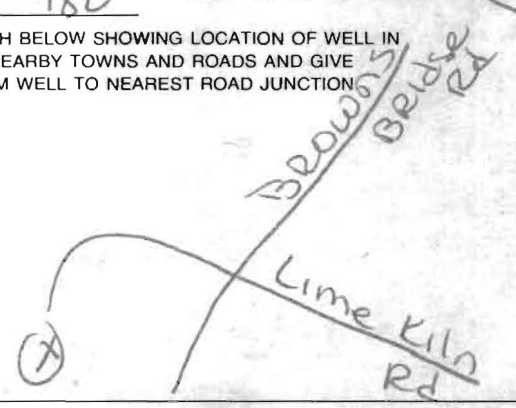 H BELOW SHOWING LOCATION OF WELL IN
EARBY TOWNS AND ROADS AND GIVE
M WELL TO NEAREST ROAD JUNCTION
BROWNS
BRIDGE
Rd
Lime Kiln
Rd
X